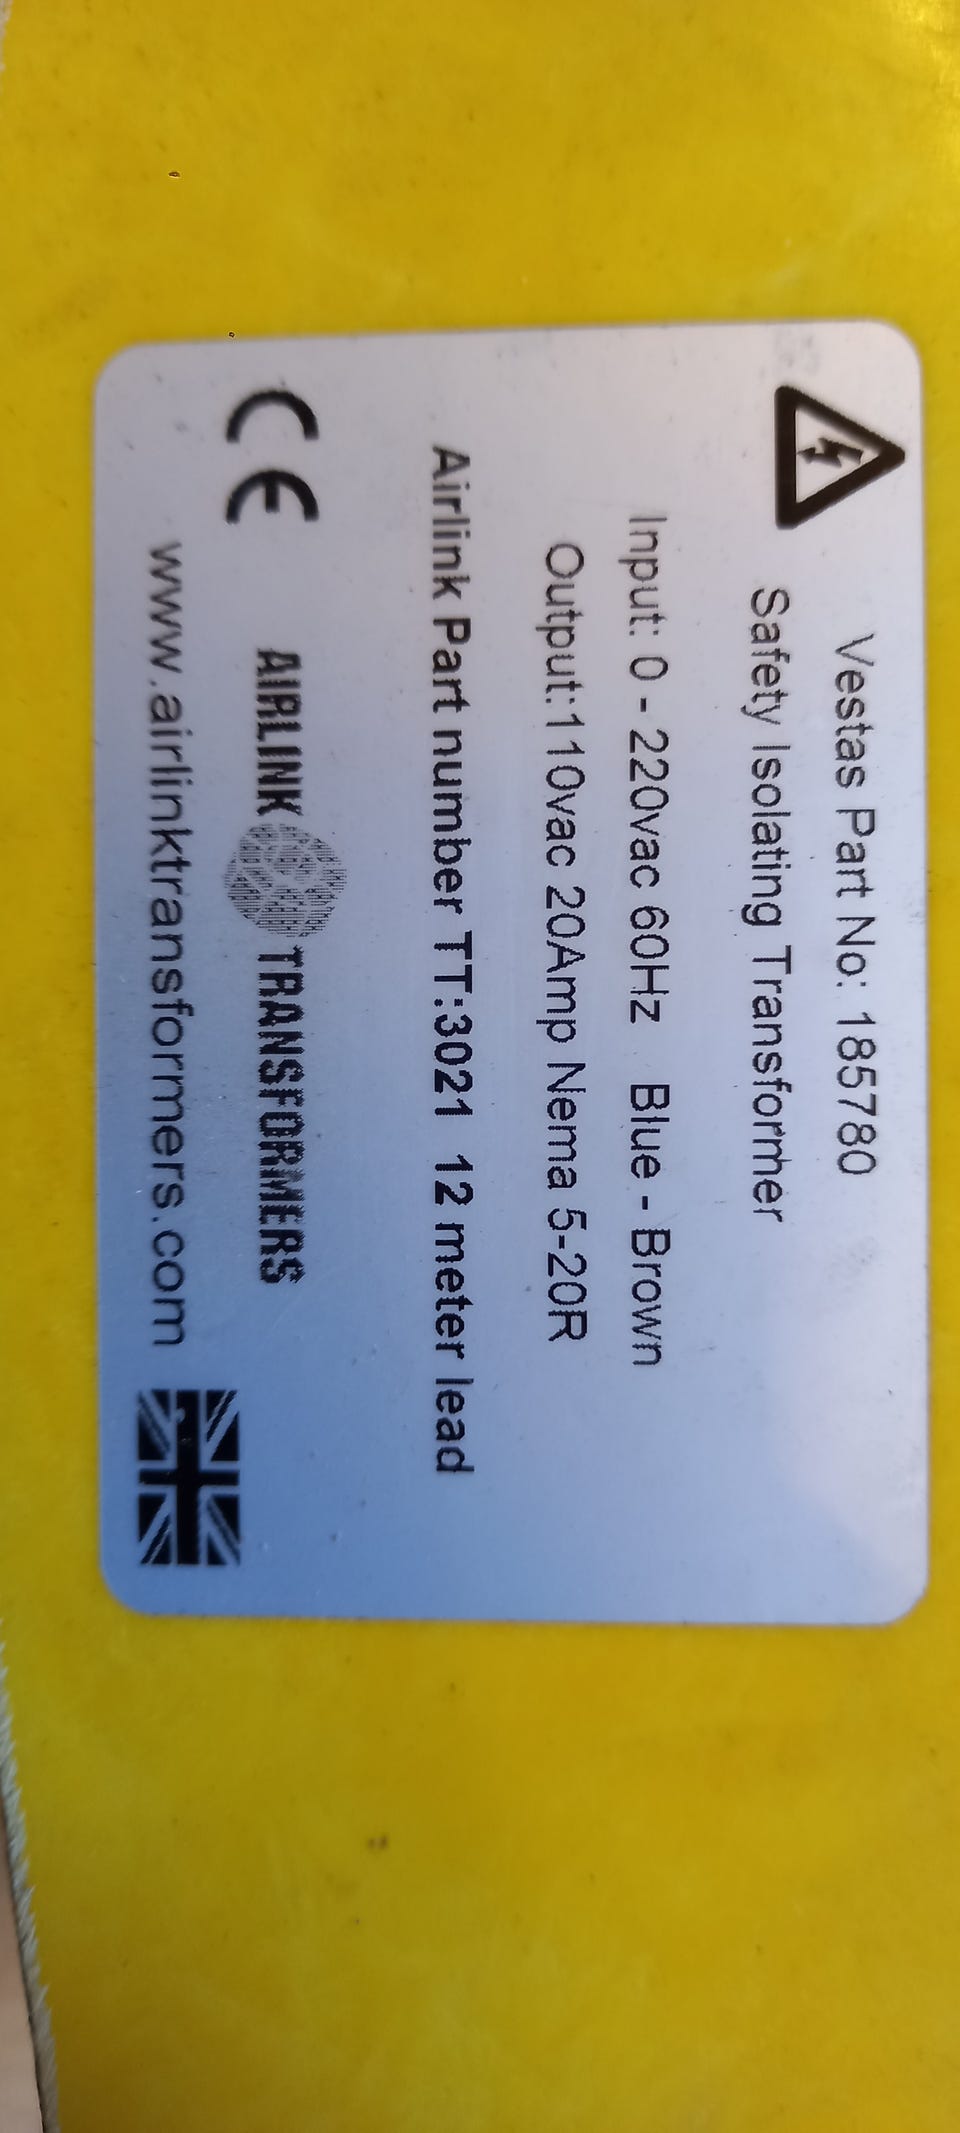 Vestas Part No: 185780
Safety Isolating Transformer
Input: 0 - 220vac 60Hz Blue - Brown
Output:110vac 20Amp Nema 5-20R
Airlink Part number TT:3021 12 meter lead
CE
AIRLINK TRANSFORMERS
www.airlinktransformers.com